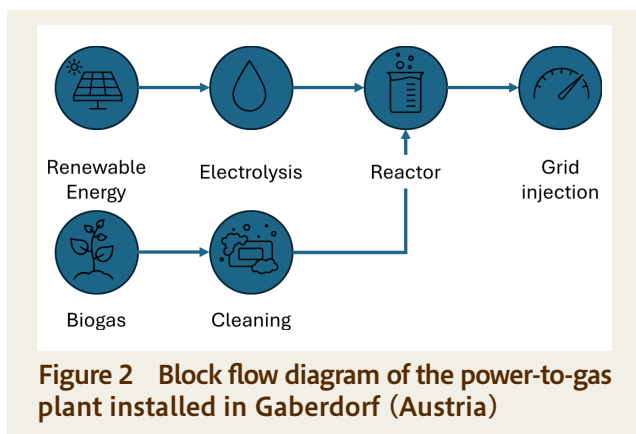 Renewable
Energy
Electrolysis
Reactor
Grid
injection
Biogas
Cleaning
Figure 2 Block flow diagram of the power-to-gas
plant installed in Gaberdorf (Austria)